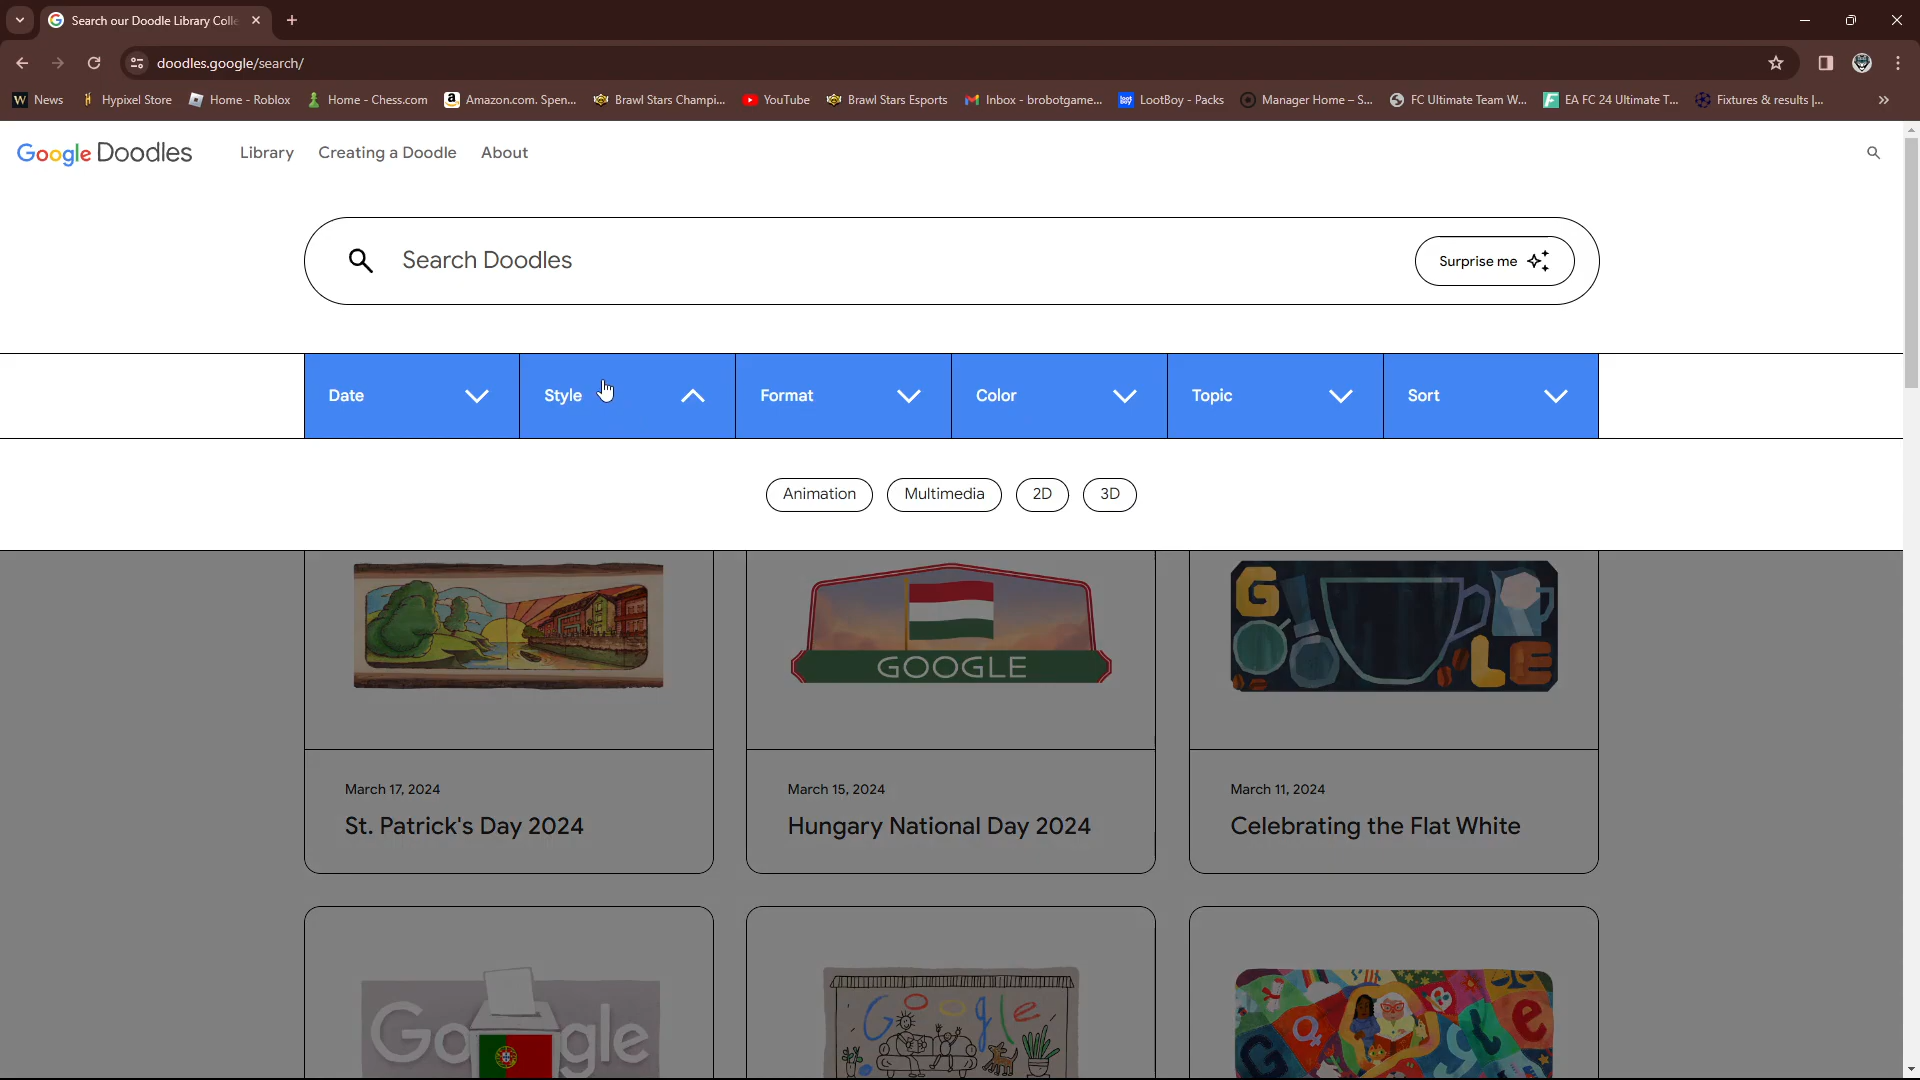 Search our Doodle Library Colle
doodles.google/search/
News Hypixel Store Home - Roblox Home - Chess.com Amazon.com. Spen... Brawl Stars Champi... YouTube Brawl Stars Esports Inbox - brobotgame... LootBoy - Packs Manager Home – S... FC Ultimate Team W... EA FC 24 Ultimate T... Fixtures & results |... »
Google Doodles Library Creating a Doodle About
Search Doodles Surprise me
Date Style Format Color Topic Sort
Animation Multimedia 2D 3D
GOOGLE
G
LE
March 17, 2024 March 15, 2024 March 11, 2024
St. Patrick's Day 2024 Hungary National Day 2024 Celebrating the Flat White
Go gle
Google